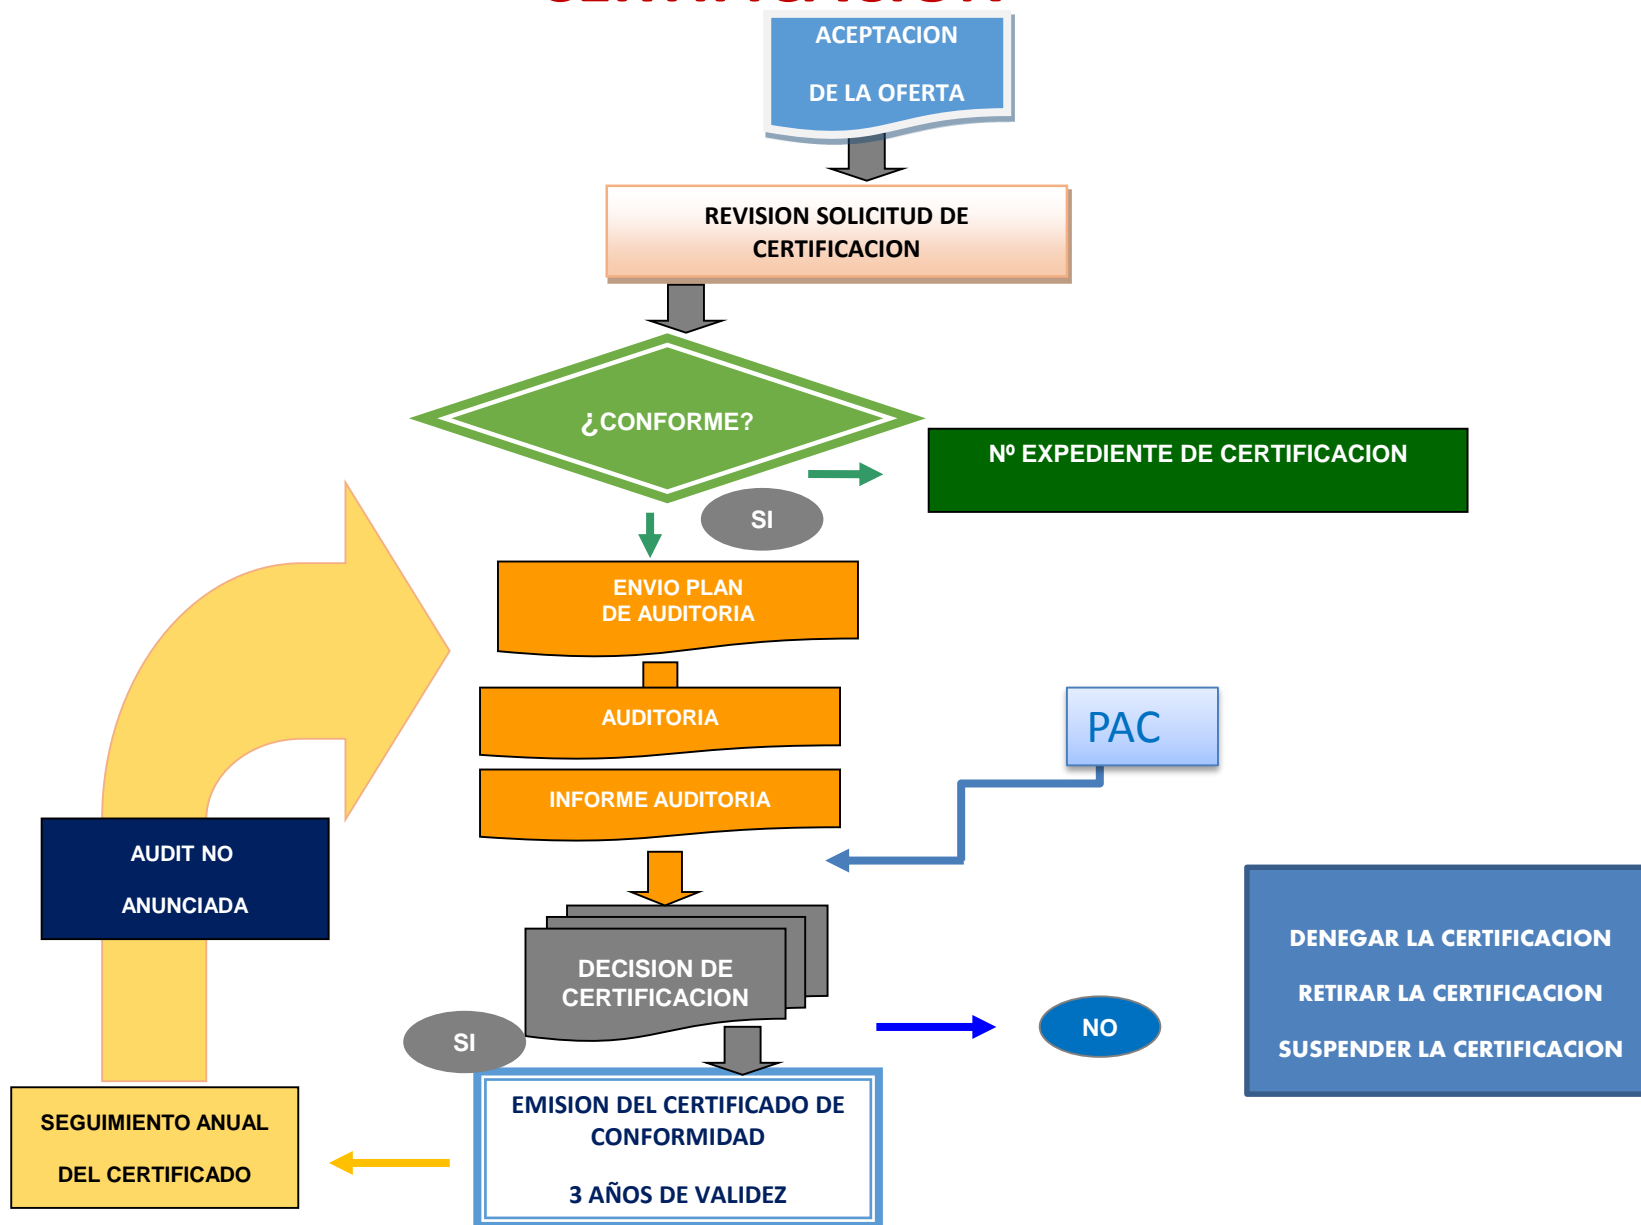 CERTIFICACION
ACEPTACION
DE LA OFERTA
REVISION SOLICITUD DE
CERTIFICACION
¿CONFORME?
Nº EXPEDIENTE DE CERTIFICACION
SI
ENVIO PLAN
DE AUDITORIA
AUDITORIA
PAC
INFORME AUDITORIA
AUDIT NO
ANUNCIADA
DECISION DE
CERTIFICACION
DENEGAR LA CERTIFICACION
RETIRAR LA CERTIFICACION
SUSPENDER LA CERTIFICACION
SI
NO
EMISION DEL CERTIFICADO DE
CONFORMIDAD
3 AÑOS DE VALIDEZ
SEGUIMIENTO ANUAL
DEL CERTIFICADO